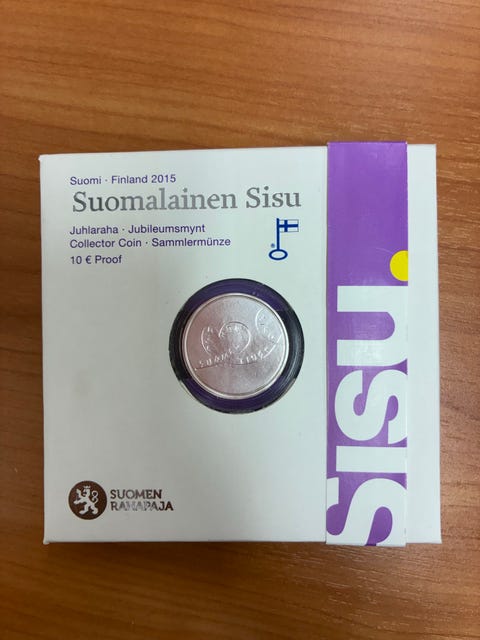 Suomi · Finland 2015
Suomalainen Sisu
Juhlaraha · Jubileumsmynt
Collector Coin · Sammlermünze
10 € Proof
SUOMEN
RAHAPAJA
sisu.